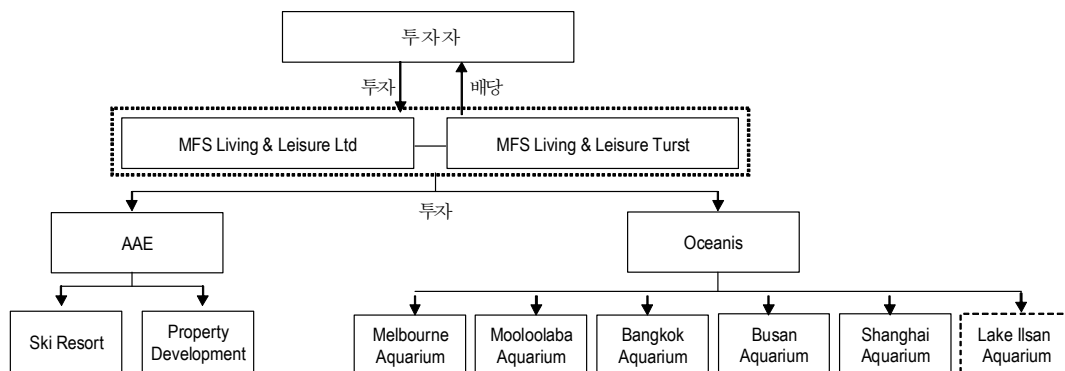 투자자
투자
배당
MFS Living & Leisure Ltd
MFS Living & Leisure Turst
투자
AAE
Oceanis
Ski Resort
Property
Development
Melbourne
Aquarium
Mooloolaba
Aquarium
Bangkok
Aquarium
Busan
Aquarium
Shanghai
Aquarium
Lake Ilsan
Aquarium